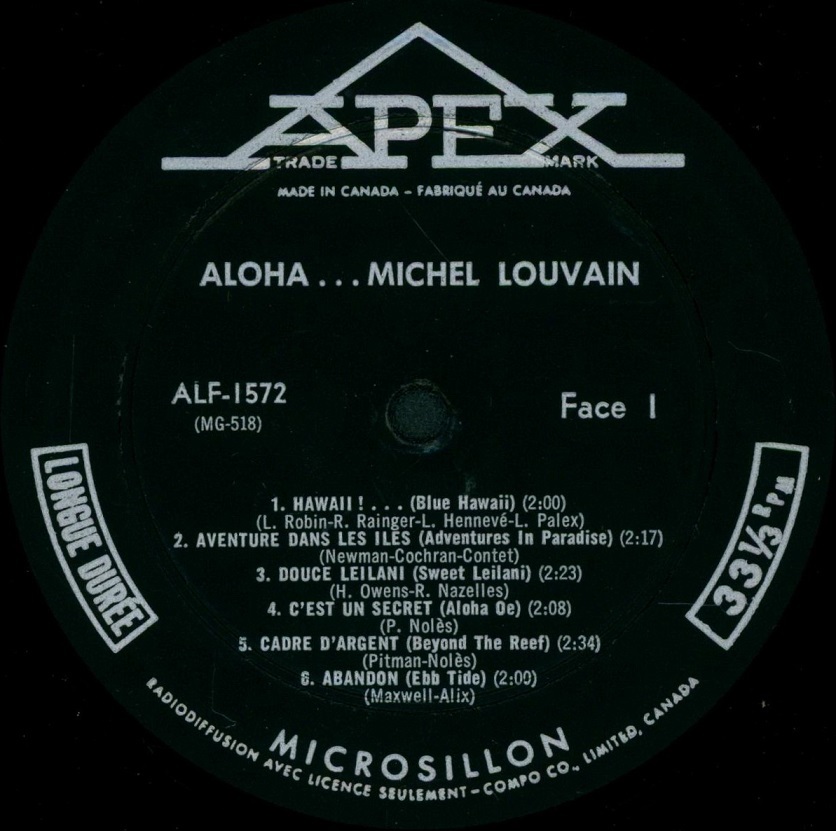 APEX
TRADE MARK
MADE IN CANADA - FABRIQUÉ AU CANADA
ALOHA...MICHEL LOUVAIN
ALF-1572
(MG-518)
Face 1
LONGUE DURÉE
33 1/3 R.P.M
1. HAWAII!... (Blue Hawaii) (2:00)
(L. Robin-R. Rainger-L. Hennevé-L. Palex)
2. AVENTURE DANS LES ILES (Adventures In Paradise) (2:17)
(Newman-Cochran-Contet)
3. DOUCE LEILANI (Sweet Leilani) (2:23)
(H. Owens-R. Nazelles)
4. C'EST UN SECRET (Aloha Oe) (2:08)
(P. Nolès)
5. CADRE D'ARGENT (Beyond The Reef) (2:34)
(Pitman-Nolès)
6. ABANDON (Ebb Tide) (2:00)
(Maxwell-Alix)
MICROSILLON
RADIODIFFUSION AVEC LICENCE SEULEMENT-COMPO CO., LIMITED, CANADA